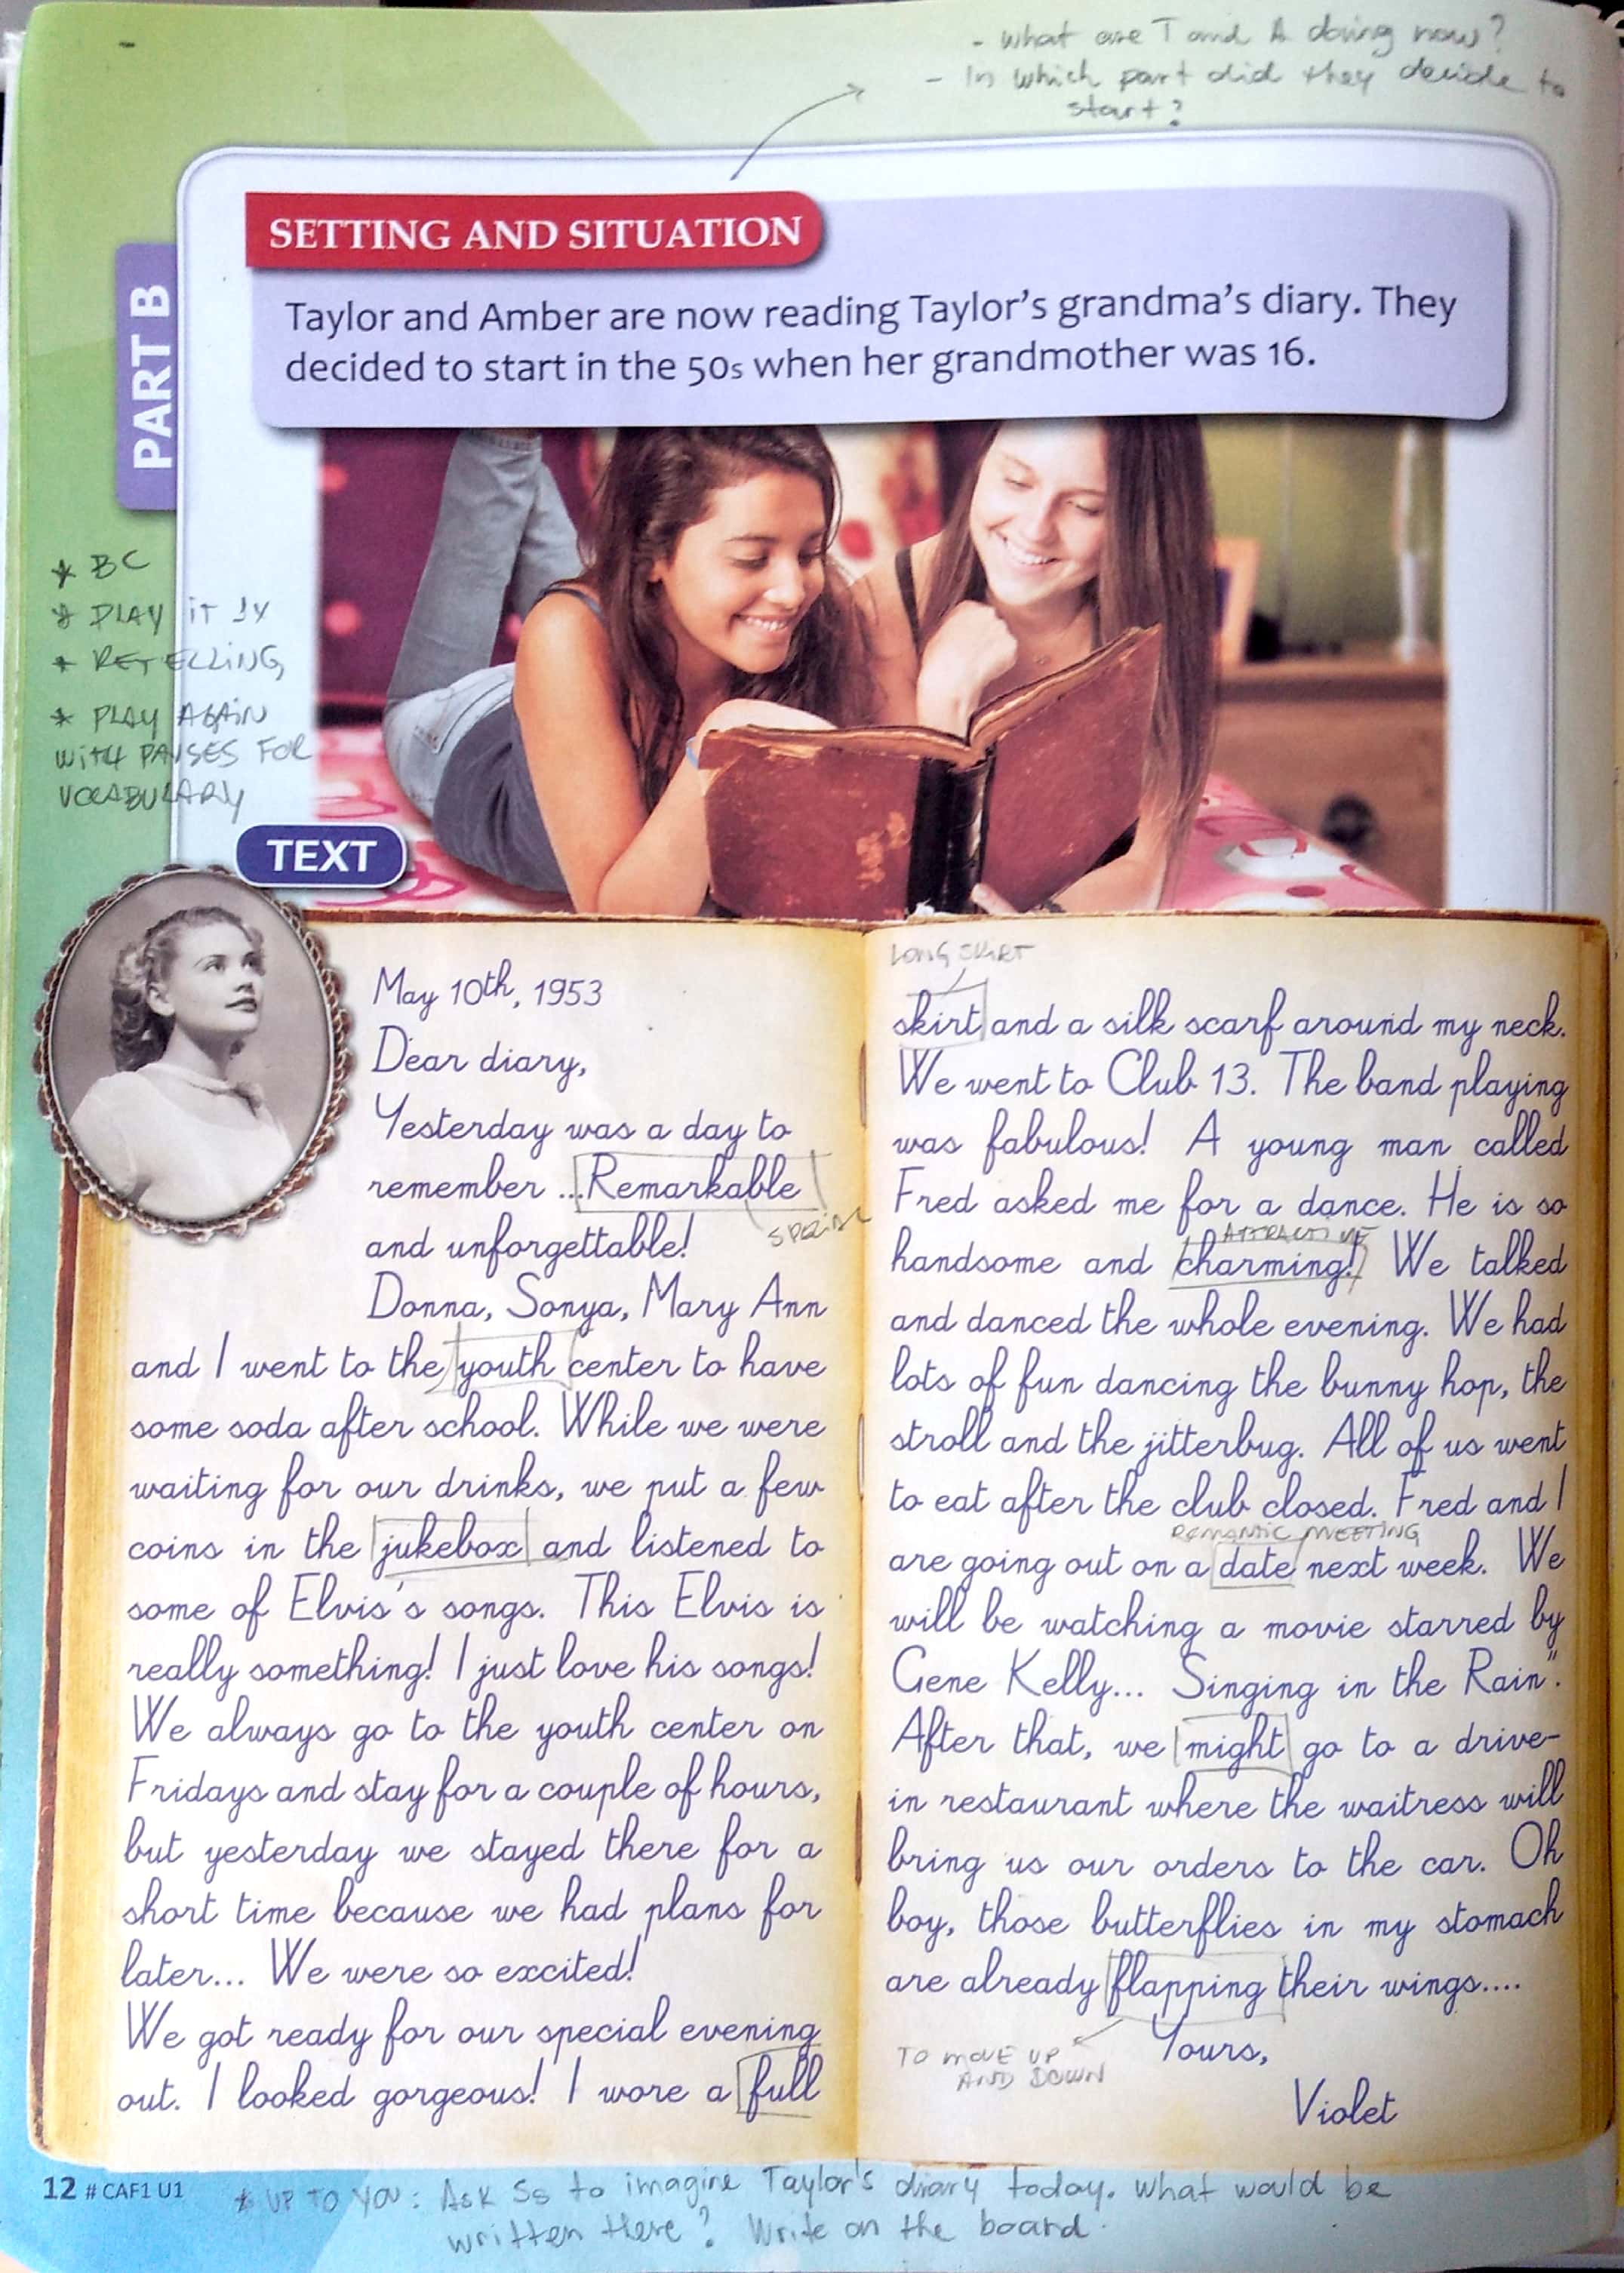 - What are T and A doing now?
- In which part did they decide to
start?
SETTING AND SITUATION
Taylor and Amber are now reading Taylor's grandma's diary. They
decided to start in the 50s when her grandmother was 16.
PART B
* BC
* PLAY IT 1X
* RETELLING
* PLAY AGAIN
WITH PAUSES FOR
VOCABULARY
TEXT
May 10th, 1953
Dear diary,
Yesterday was a day to
remember ...Remarkable
SPECIAL
and unforgettable!
Donna, Sonya, Mary Ann
and I went to the youth center to have
some soda after school. While we were
waiting for our drinks, we put a few
coins in the jukebox and listened to
some of Elvis's songs. This Elvis is
really something! I just love his songs!
We always go to the youth center on
Fridays and stay for a couple of hours,
but yesterday we stayed there for a
short time because we had plans for
later... We were so excited!
We got ready for our special evening
out. I looked gorgeous! I wore a full
LONG SKIRT
skirt and a silk scarf around my neck.
We went to Club 13. The band playing
was fabulous! A young man called
Fred asked me for a dance. He is so
ATTRACTIVE
handsome and charming! We talked
and danced the whole evening. We had
lots of fun dancing the bunny hop, the
stroll and the jitterbug. All of us went
to eat after the club closed. Fred and I
ROMANTIC MEETING
are going out on a date next week. We
will be watching a movie starred by
Gene Kelly... Singing in the Rain".
After that, we might go to a drive-
in restaurant where the waitress will
bring us our orders to the car. Oh
boy, those butterflies in my stomach
are already flapping their wings....
TO MOVE UP
AND DOWN
Yours,
Violet
12 # CAF1 U1
* UP TO YOU: Ask Ss to imagine Taylor's diary today. What would be
written there? Write on the board.